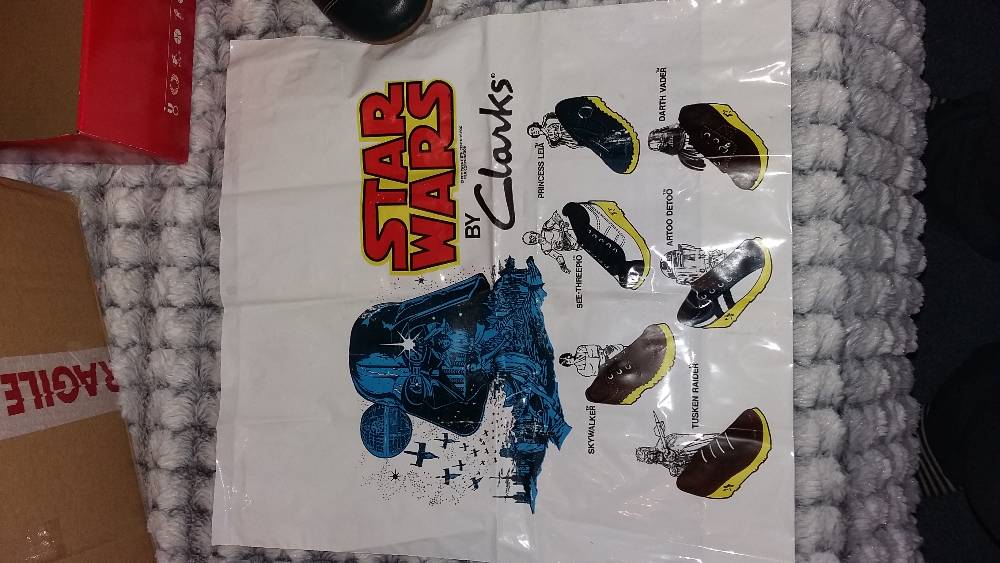 STAR
WARS
BY
Clarks
PRINCESS LEIA
DARTH VADER
SEE-THREEPIO
ARTOO DETOO
SKYWALKER
TUSKEN RAIDER
RAGILE